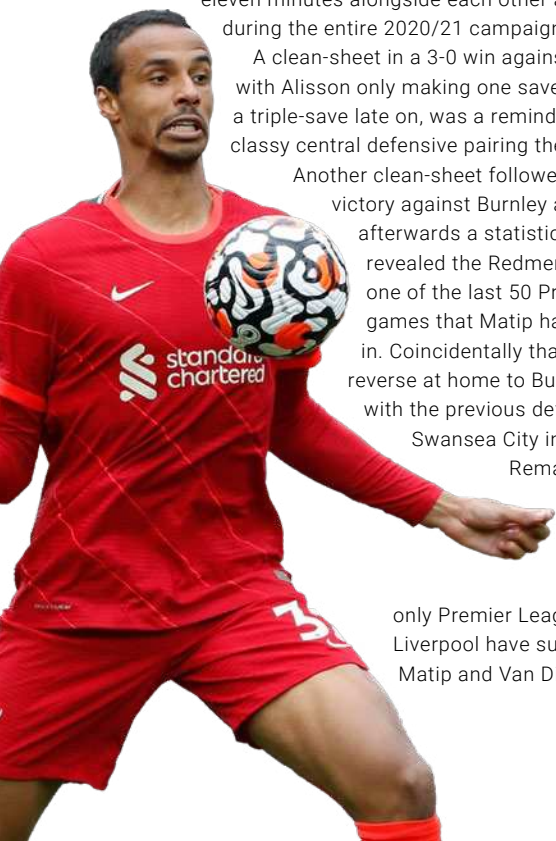 eleven minutes alongside each other
during the entire 2020/21 campaign
A clean-sheet in a 3-0 win agains
with Alisson only making one save
a triple-save late on, was a remind
classy central defensive pairing the
Another clean-sheet followe
victory against Burnley a
afterwards a statistic
revealed the Redme
one of the last 50 Pr
games that Matip ha
in. Coincidentally tha
reverse at home to Bu
with the previous de
Swansea City in
Rema
only Premier Leag
Liverpool have su
Matip and Van D
standard
chartered